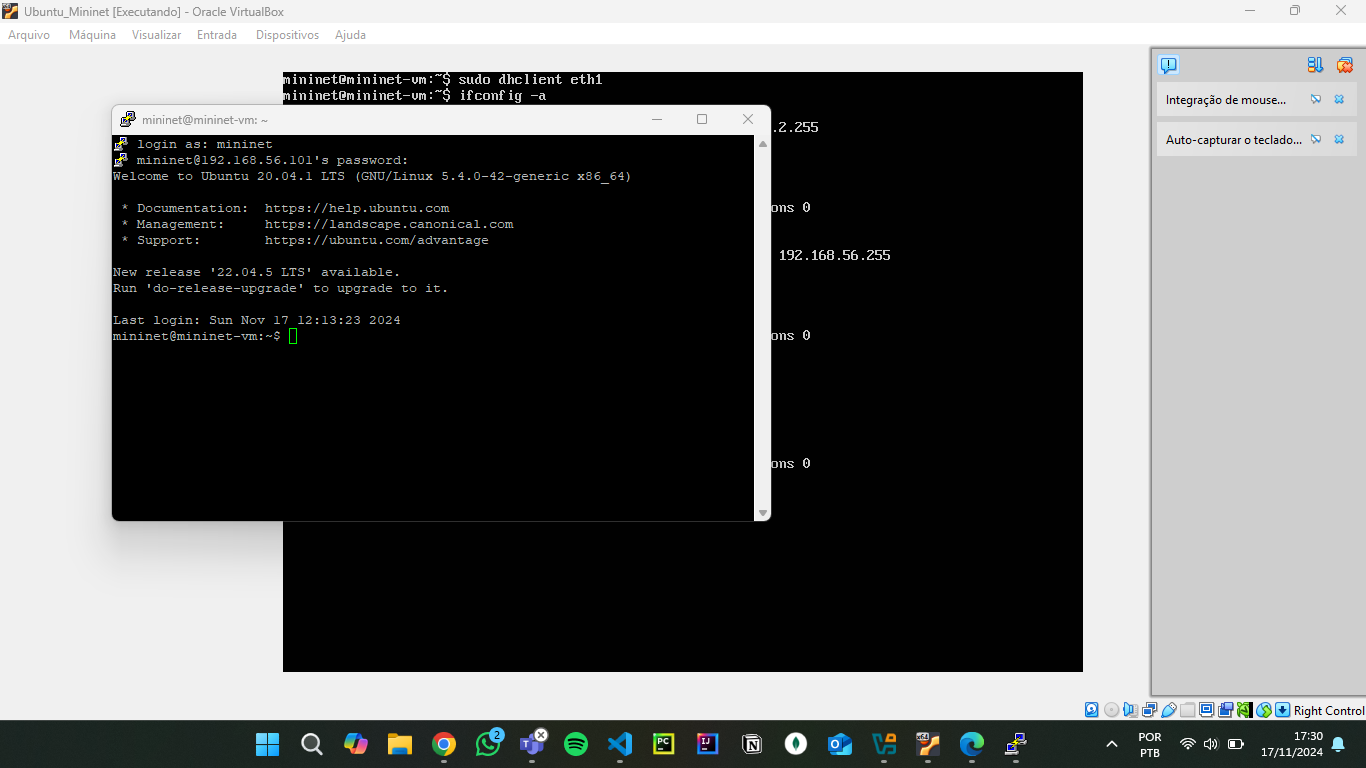 Ubuntu_Mininet [Executando] - Oracle VirtualBox
Arquivo Máquina Visualizar Entrada Dispositivos Ajuda
mininet@mininet-vm:~$ sudo dhclient eth1
mininet@mininet-vm:~$ ifconfig -a
.2.255
ons 0
192.168.56.255
ons 0
ons 0
mininet@mininet-vm: ~
login as: mininet
mininet@192.168.56.101's password:
Welcome to Ubuntu 20.04.1 LTS (GNU/Linux 5.4.0-42-generic x86_64)
* Documentation: https://help.ubuntu.com
* Management: https://landscape.canonical.com
* Support: https://ubuntu.com/advantage
New release '22.04.5 LTS' available.
Run 'do-release-upgrade' to upgrade to it.
Last login: Sun Nov 17 12:13:23 2024
mininet@mininet-vm:~$
Integração de mouse...
Auto-capturar o teclado...
Right Control
2
PC
IJ
POR
PTB
17:30
17/11/2024